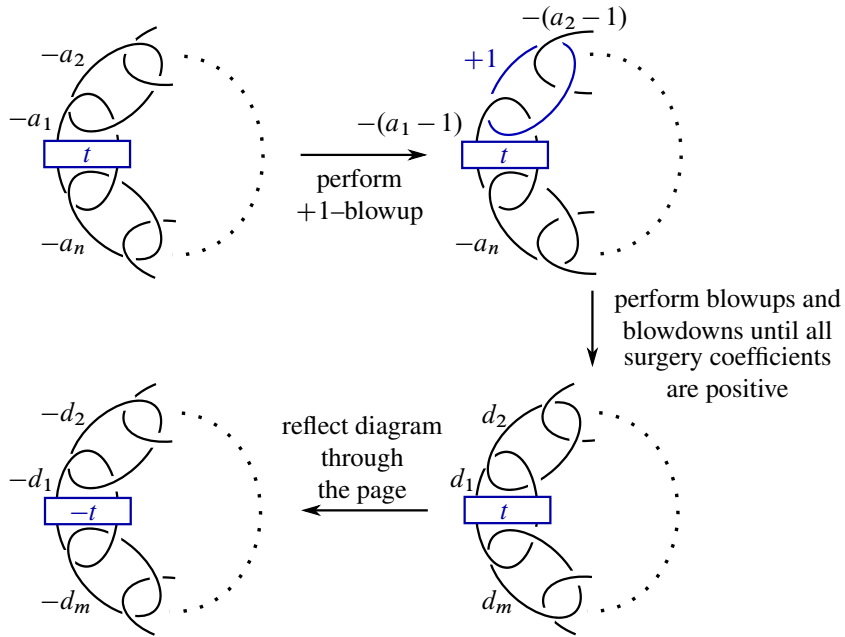 −a₂
−a₁
t
−aₙ
perform
+1–blowup
−(a₂ − 1)
+1
−(a₁ − 1)
t
−aₙ
perform blowups and
blowdowns until all
surgery coefficients
are positive
d₂
d₁
t
dₘ
reflect diagram
through
the page
−d₂
−d₁
−t
−dₘ